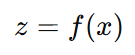 z = f(x)